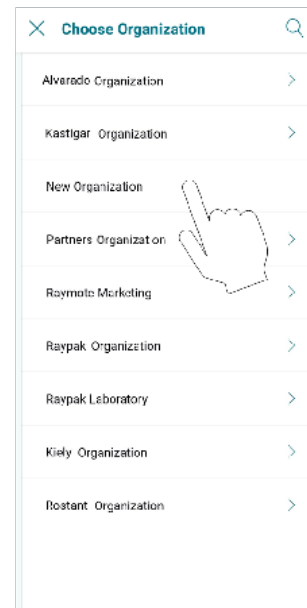 Choose Organization
Alvarado Organization
Kastigar Organization
New Organization
Partners Organization
Raymote Marketing
Raypak Organization
Raypak Laboratory
Kiely Organization
Rostant Organization